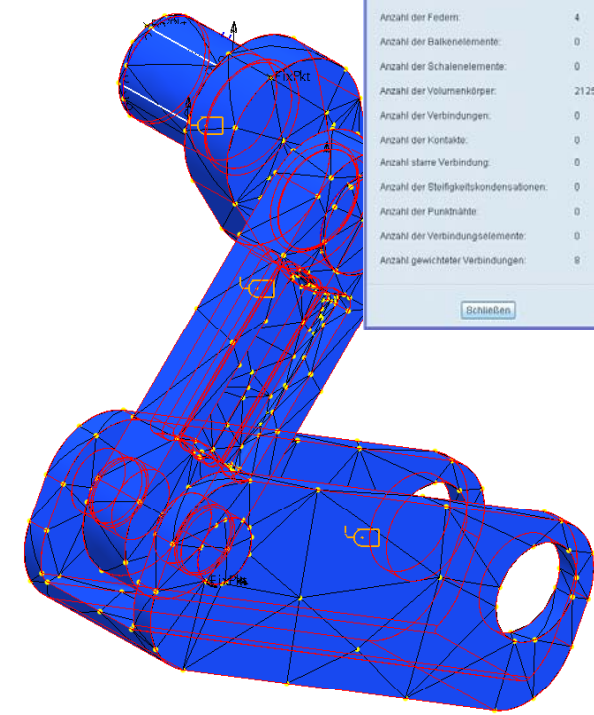 Anzahl der Federn: 4
Anzahl der Balkenelemente: 0
Anzahl der Schalenelemente: 0
Anzahl der Volumenkörper: 2125
Anzahl der Verbindungen: 0
Anzahl der Kontakte: 0
Anzahl starre Verbindung: 0
Anzahl der Steifigkeitskondensationen: 0
Anzahl der Punktnähte: 0
Anzahl der Verbindungselemente: 0
Anzahl gewichteter Verbindungen: 8
Schließen
FixPkt